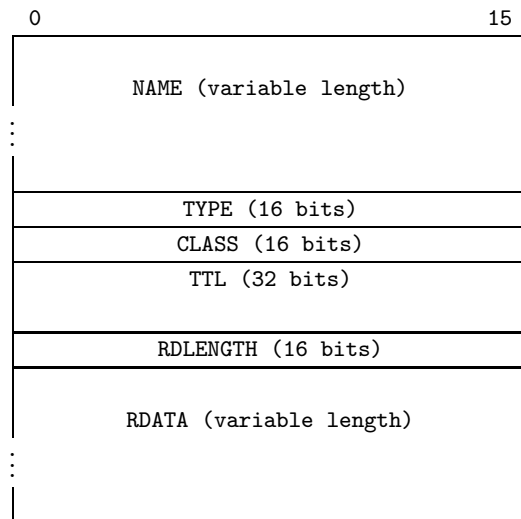 0 15
NAME (variable length)
TYPE (16 bits)
CLASS (16 bits)
TTL (32 bits)
RDLENGTH (16 bits)
RDATA (variable length)